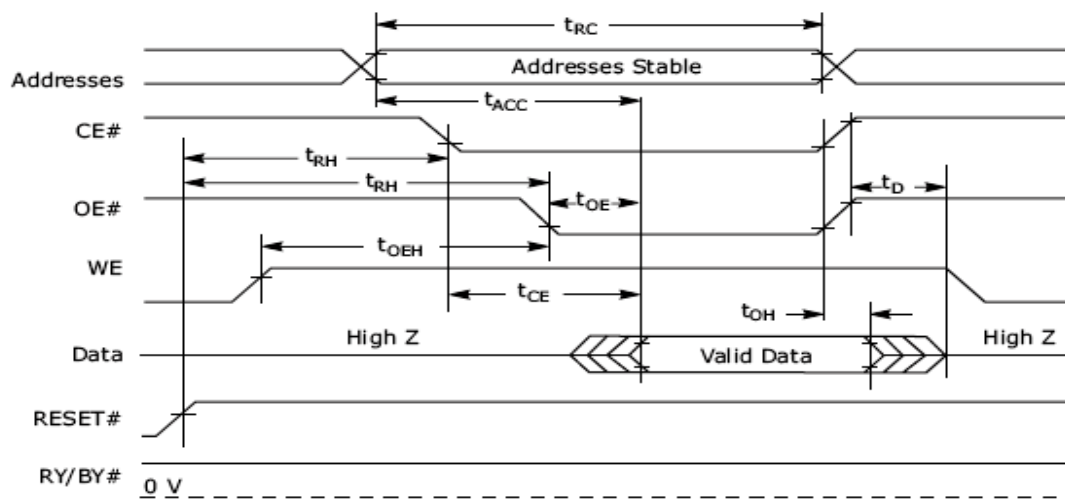 tRC
Addresses Stable
Addresses
tACC
CE#
tRH
tRH
tD
OE#
tOE
tOEH
WE
tCE
tOH
High Z
High Z
Data
Valid Data
RESET#
RY/BY#
0 V